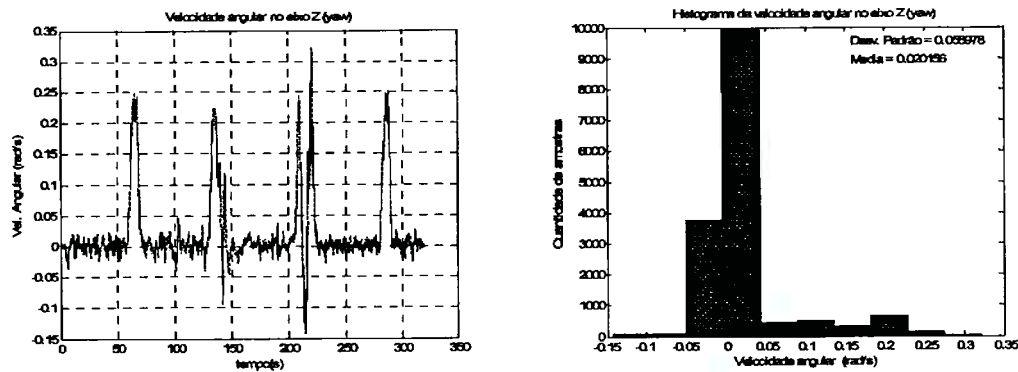 Velocidade angular no eixo Z (yaw)
0.35
0.3
0.25
0.2
0.15
0.1
0.05
0
-0.05
-0.1
-0.15
Vel. Angular (rad/s)
0 50 100 150 200 250 300 350
tempo(s)
Histograma da velocidade angular no eixo Z (yaw)
Desv. Padrão = 0.058978
Media = 0.020156
10000
9000
8000
7000
6000
5000
4000
3000
2000
1000
0
Quantidade de amostras
-0.15 -0.1 -0.05 0 0.05 0.1 0.15 0.2 0.25 0.3 0.35
Velocidade angular (rad/s)